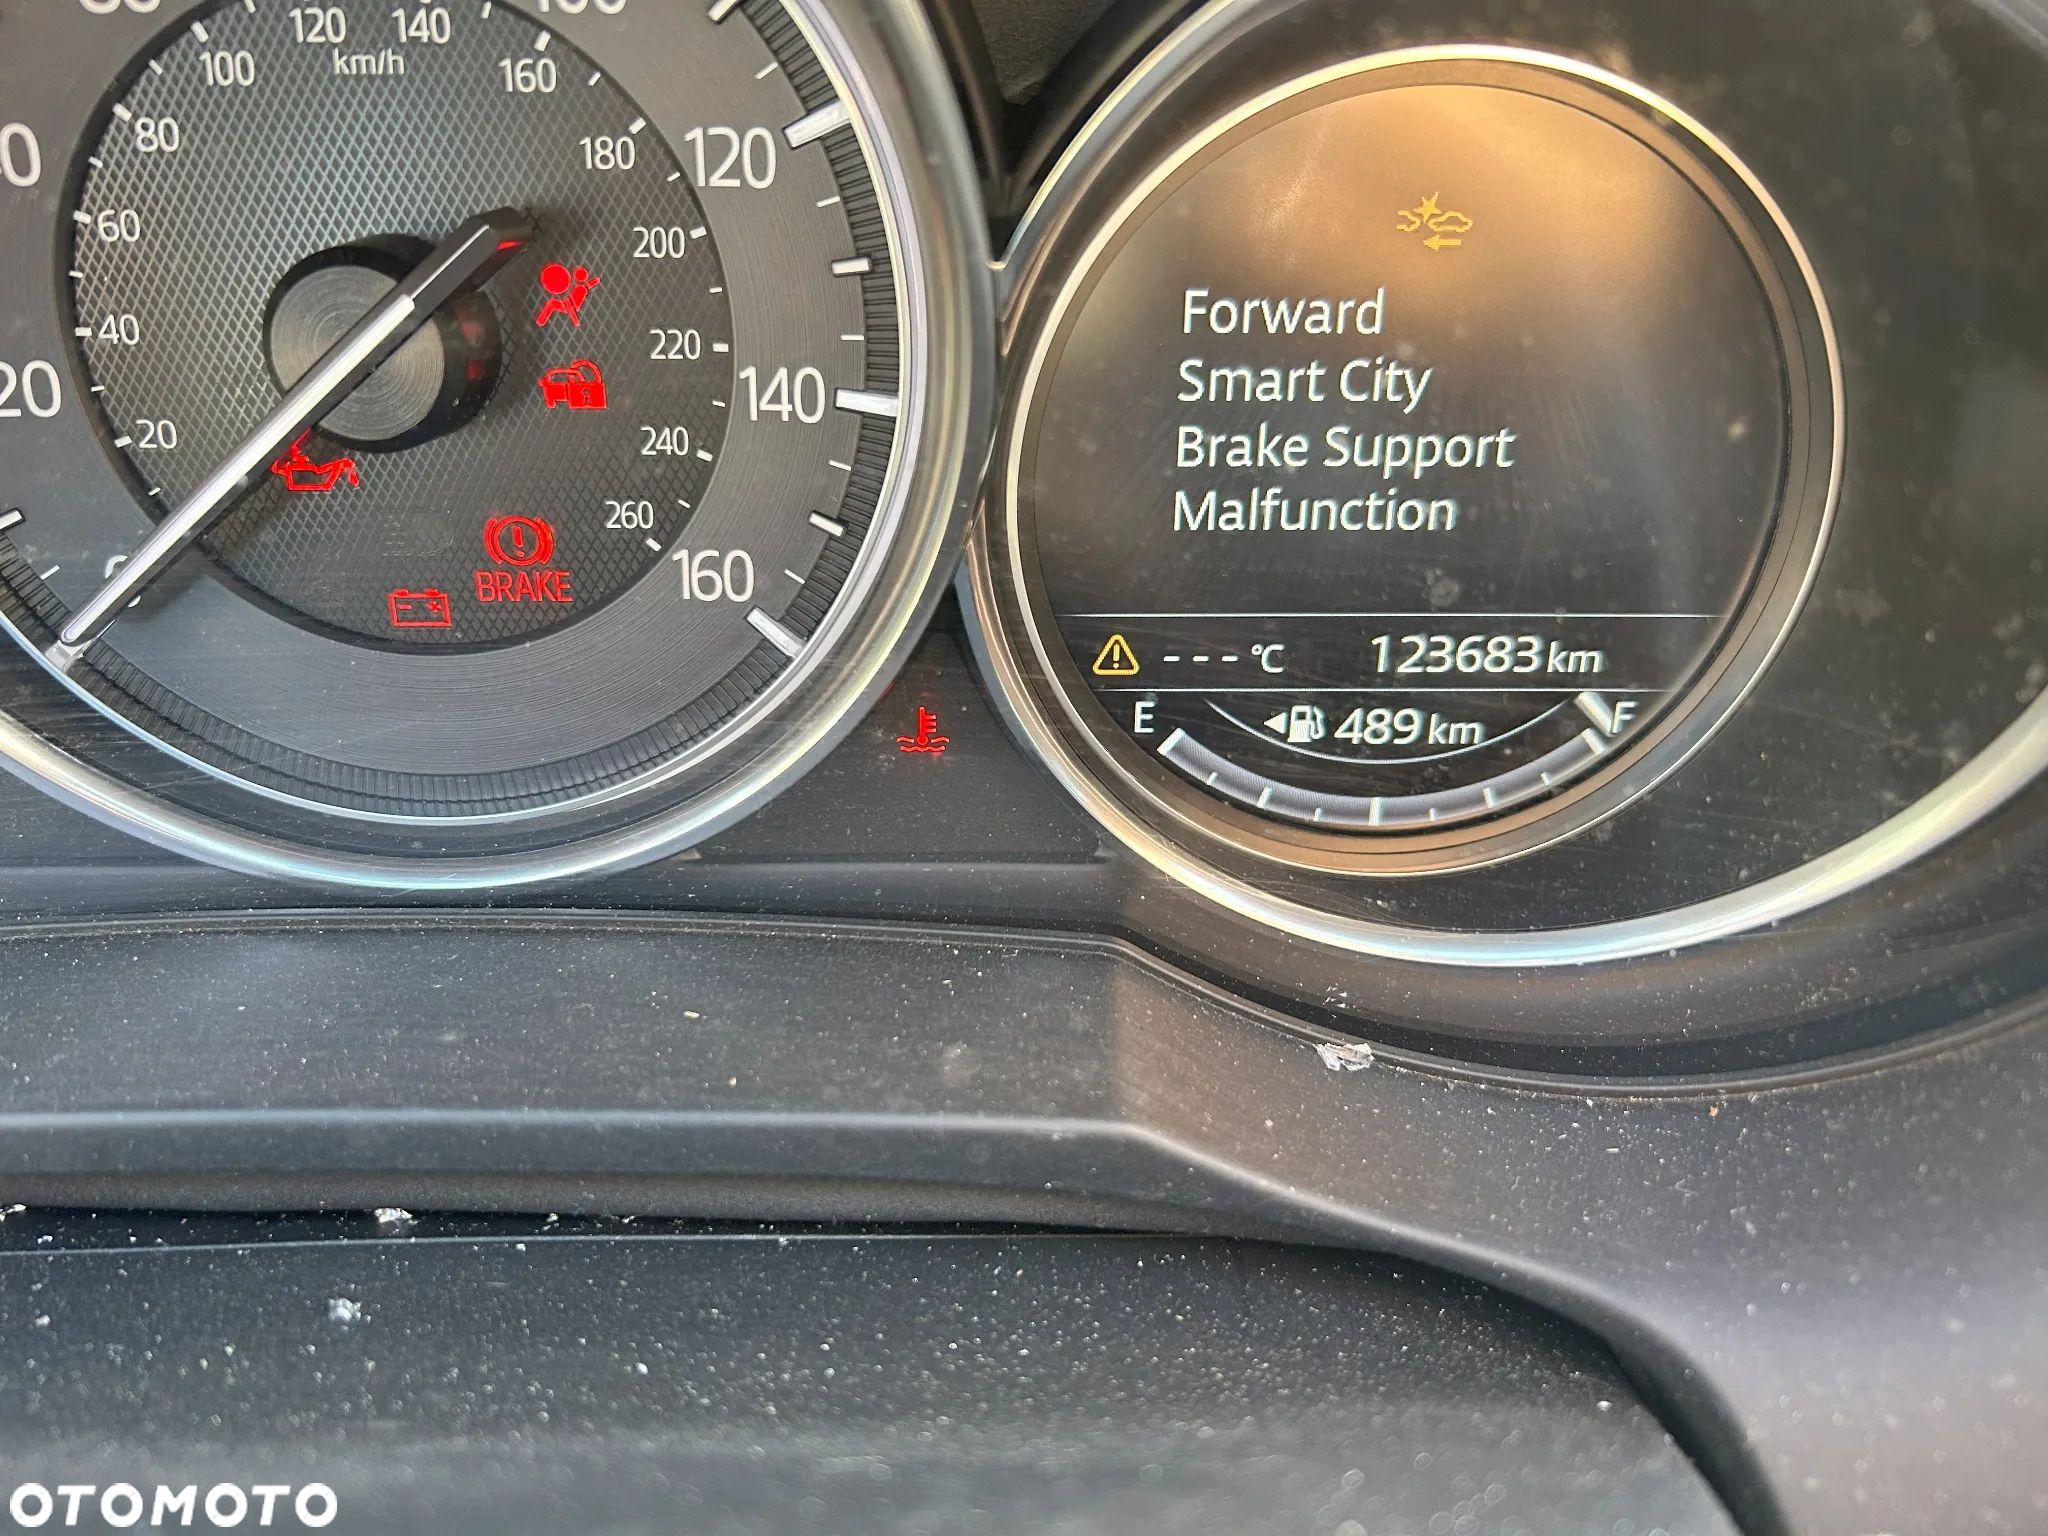 120 140
km/h
100
160
80
180
60
200
40
220
20
240
260
120
140
160
20
BRAKE
Forward
Smart City
Brake Support
Malfunction
--- °C 123683 km
E 489 km F
OTOMOTO